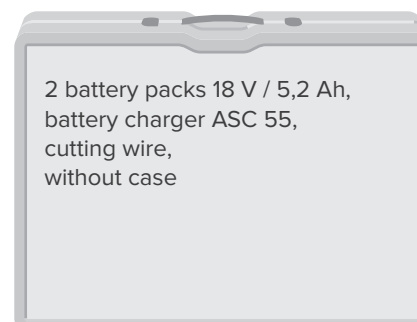 2 battery packs 18 V / 5,2 Ah,
battery charger ASC 55,
cutting wire,
without case